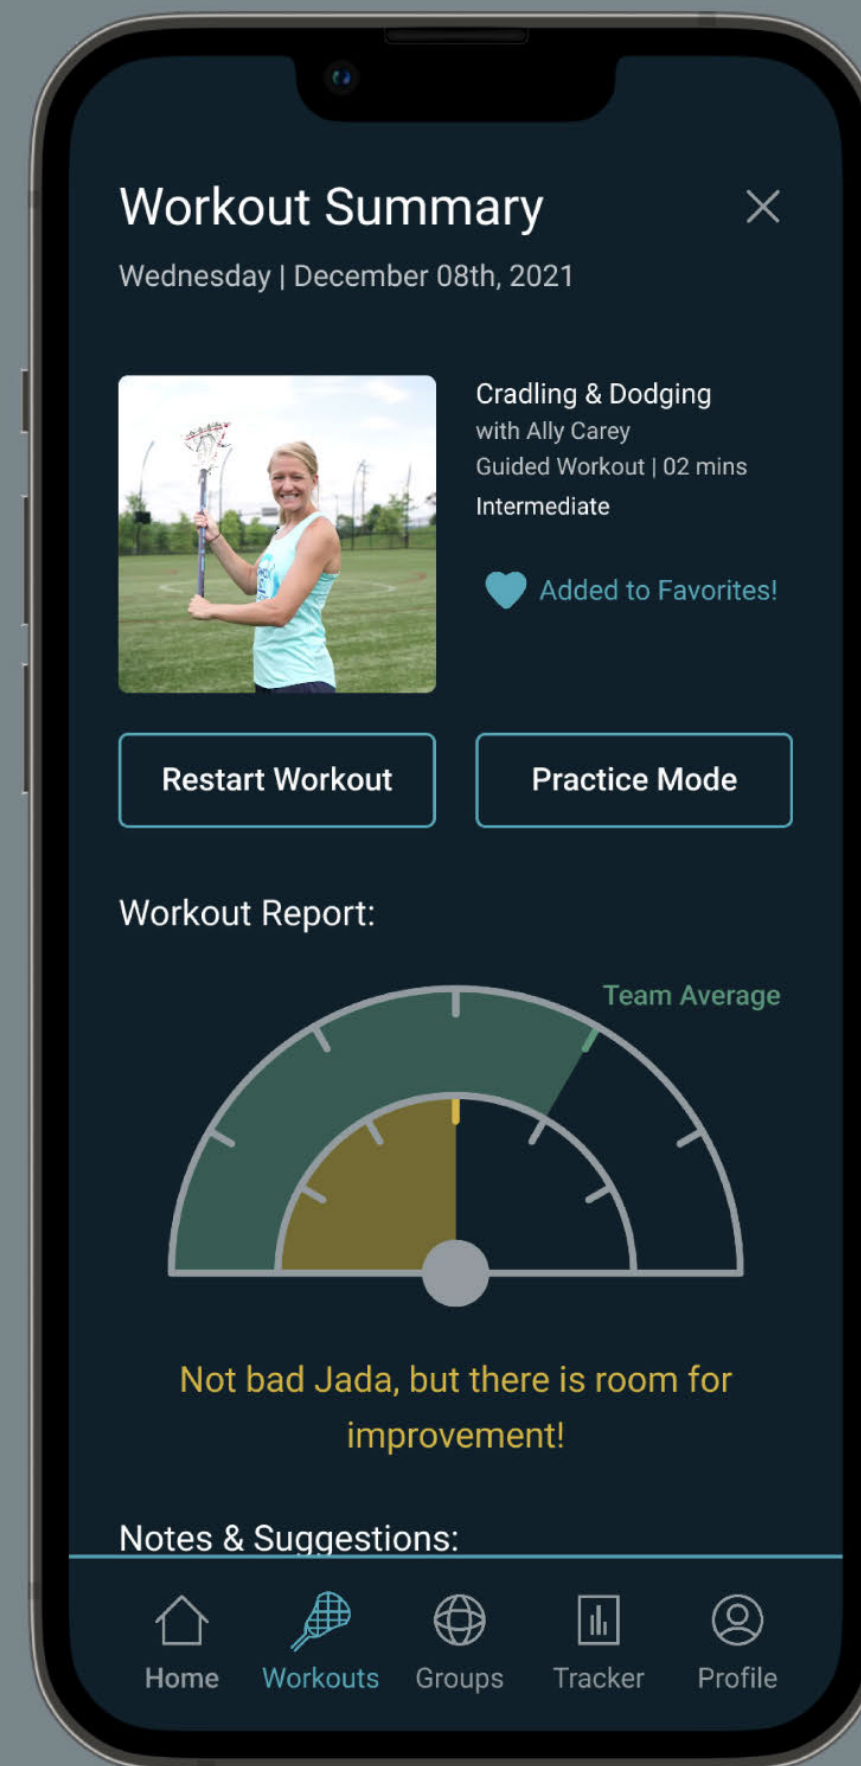 Workout Summary
Wednesday | December 08th, 2021
Cradling & Dodging
with Ally Carey
Guided Workout | 02 mins
Intermediate
Added to Favorites!
Restart Workout
Practice Mode
Workout Report:
Team Average
Not bad Jada, but there is room for
improvement!
Notes & Suggestions:
Home
Workouts
Groups
Tracker
Profile